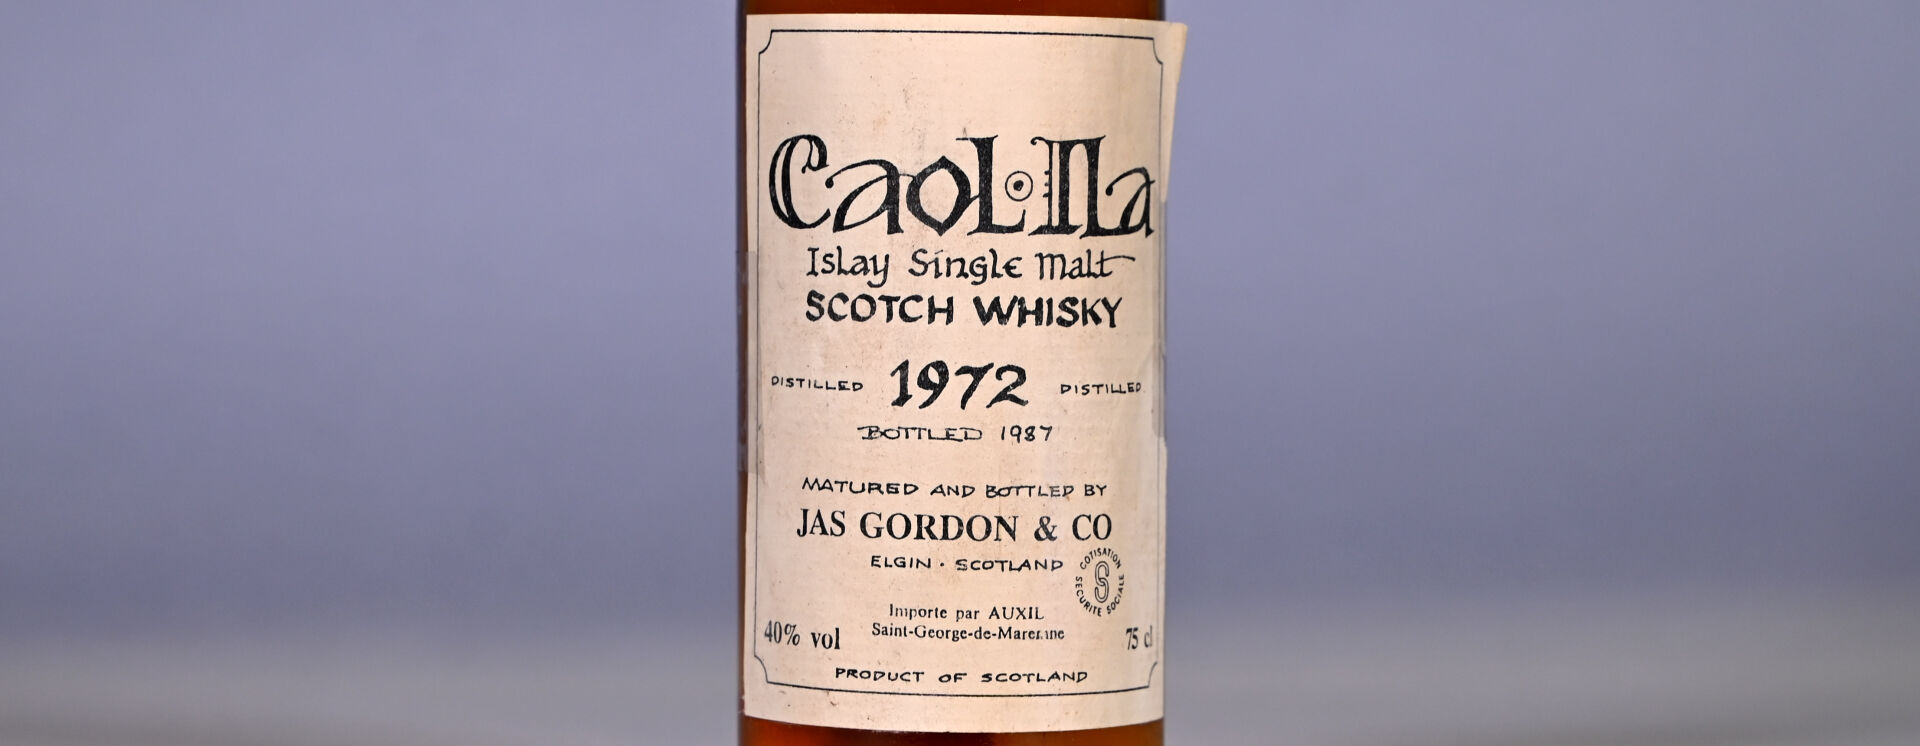 CaoL·ILa
Islay Single Malt
SCOTCH WHISKY
DISTILLED 1972 DISTILLED
BOTTLED 1987
MATURED AND BOTTLED BY
JAS GORDON & CO
ELGIN · SCOTLAND
COTISATION SECURITE SOCIALE
S
Importe par AUXIL
Saint-George-de-Marenne
40% vol 75 cl
PRODUCT OF SCOTLAND